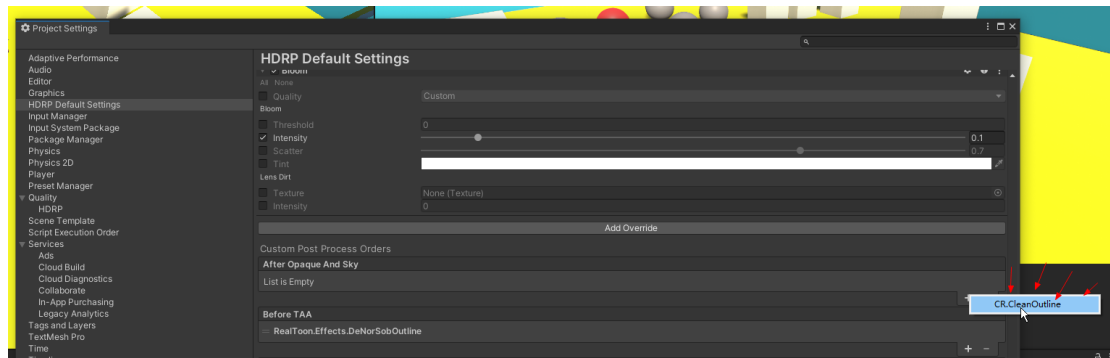 Project Settings
Adaptive Performance
Audio
Editor
Graphics
HDRP Default Settings
Input Manager
Input System Package
Package Manager
Physics
Physics 2D
Player
Preset Manager
Quality
HDRP
Scene Template
Script Execution Order
Services
Ads
Cloud Build
Cloud Diagnostics
Collaborate
In-App Purchasing
Legacy Analytics
Tags and Layers
TextMesh Pro
Time
HDRP Default Settings
Bloom
All None
Quality Custom
Bloom
Threshold 0
Intensity 0.1
Scatter 0.7
Tint
Lens Dirt
Texture None (Texture)
Intensity 0
Add Override
Custom Post Process Orders
After Opaque And Sky
List is Empty
CR.CleanOutline
Before TAA
RealToon.Effects.DeNorSobOutline
+ −